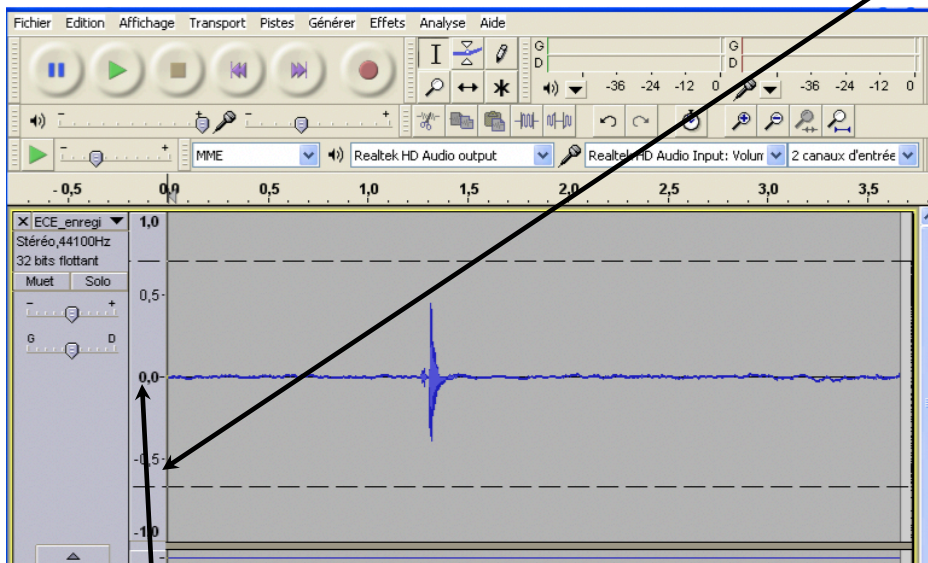 Fichier Edition Affichage Transport Pistes Générer Effets Analyse Aide
G
D
-36 -24 -12 0
G
D
-36 -24 -12 0
- +
- +
- +
MME
Realtek HD Audio output
Realtek HD Audio Input: Volum
2 canaux d'entrée
- 0,5 0,0 0,5 1,0 1,5 2,0 2,5 3,0 3,5
ECE_enregi
1,0
Stéréo,44100Hz
32 bits flottant
Muet Solo
0,5
- +
G D
0,0
-0,5
-1,0